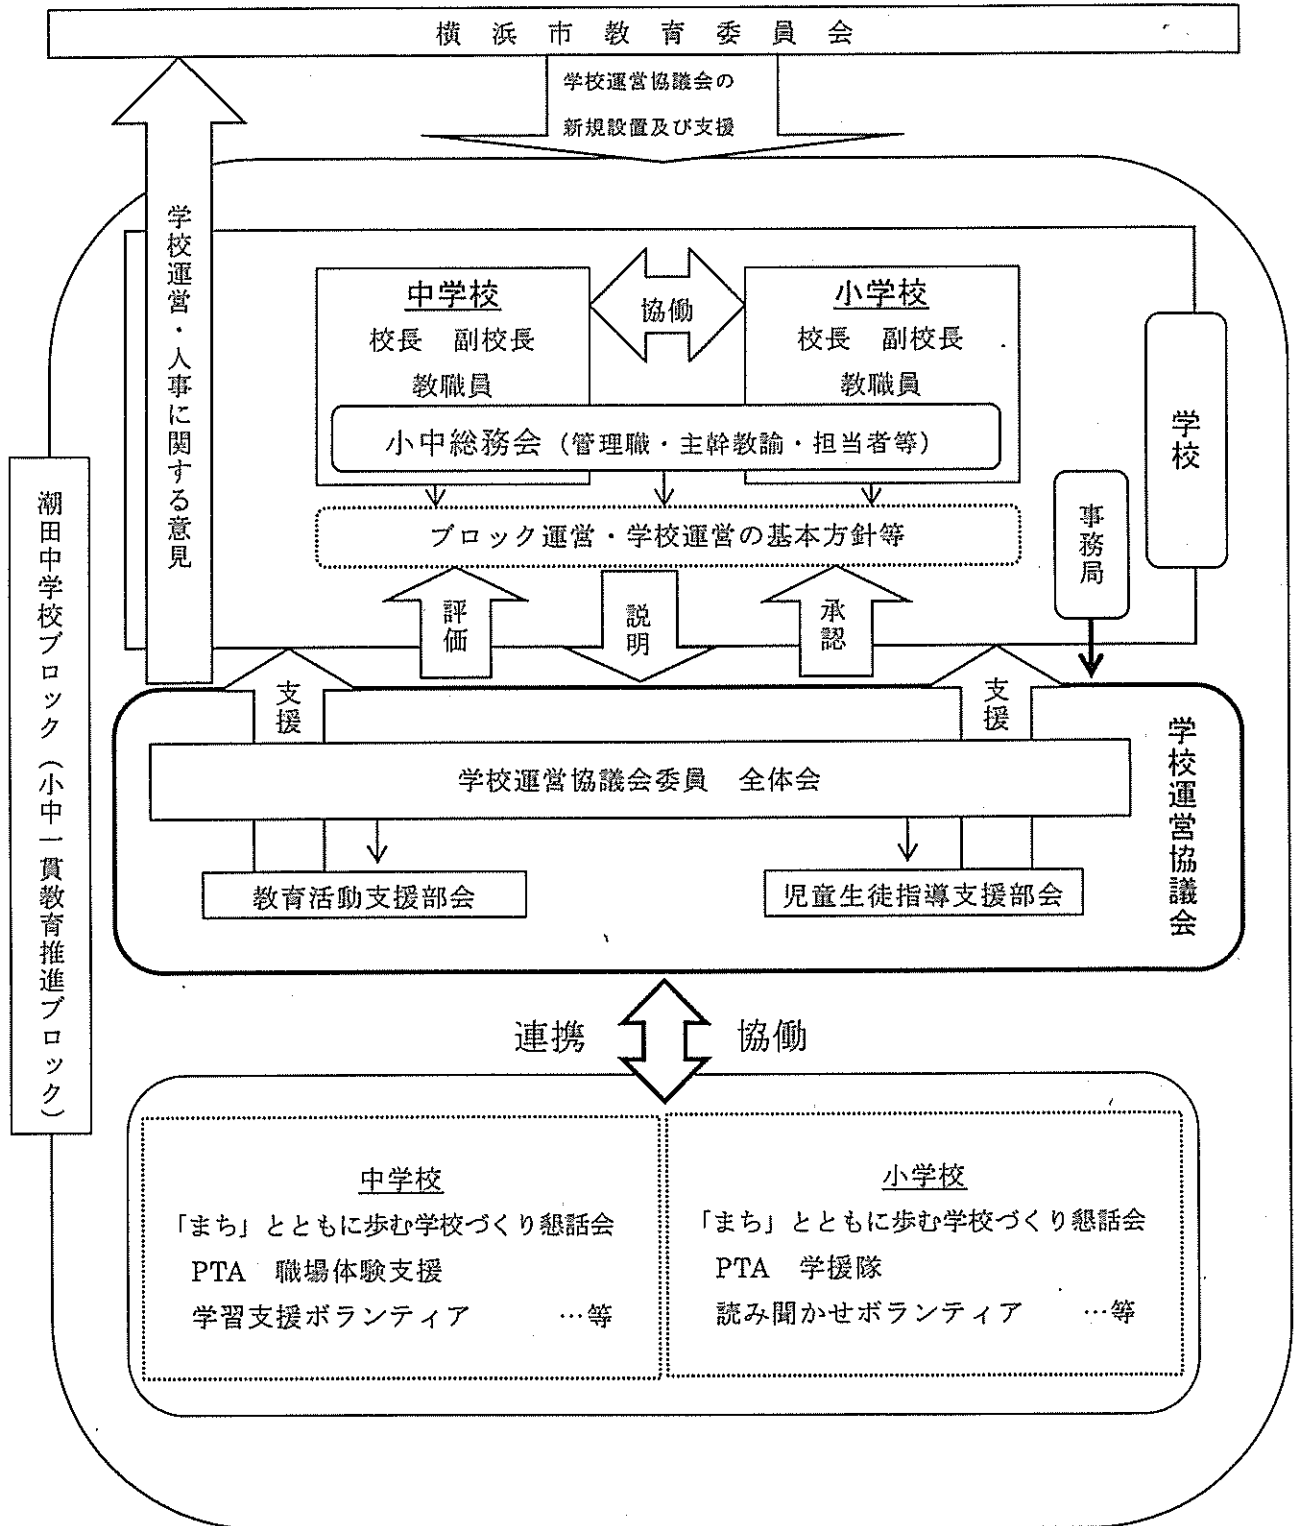 横浜市教育委員会
学校運営協議会の
新規設置及び支援
学校運営・人事に関する意見
中学校
校長　副校長
教職員
協働
小学校
校長　副校長
教職員
学校
小中総務会（管理職・主幹教諭・担当者等）
事務局
ブロック運営・学校運営の基本方針等
潮田中学校ブロック（小中一貫教育推進ブロック）
評価
説明
承認
支援
支援
学校運営協議会
学校運営協議会委員　全体会
教育活動支援部会
児童生徒指導支援部会
連携
協働
中学校
「まち」とともに歩む学校づくり懇話会
PTA　職場体験支援
学習支援ボランティア　…等
小学校
「まち」とともに歩む学校づくり懇話会
PTA　学援隊
読み聞かせボランティア　…等